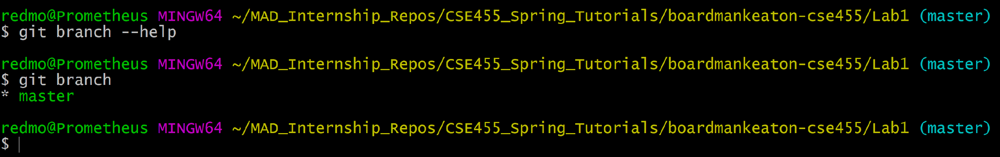 redmo@Prometheus MINGW64 ~/MAD_Internship_Repos/CSE455_Spring_Tutorials/boardmankeaton-cse455/Lab1 (master)
$ git branch --help
redmo@Prometheus MINGW64 ~/MAD_Internship_Repos/CSE455_Spring_Tutorials/boardmankeaton-cse455/Lab1 (master)
$ git branch
* master
redmo@Prometheus MINGW64 ~/MAD_Internship_Repos/CSE455_Spring_Tutorials/boardmankeaton-cse455/Lab1 (master)
$